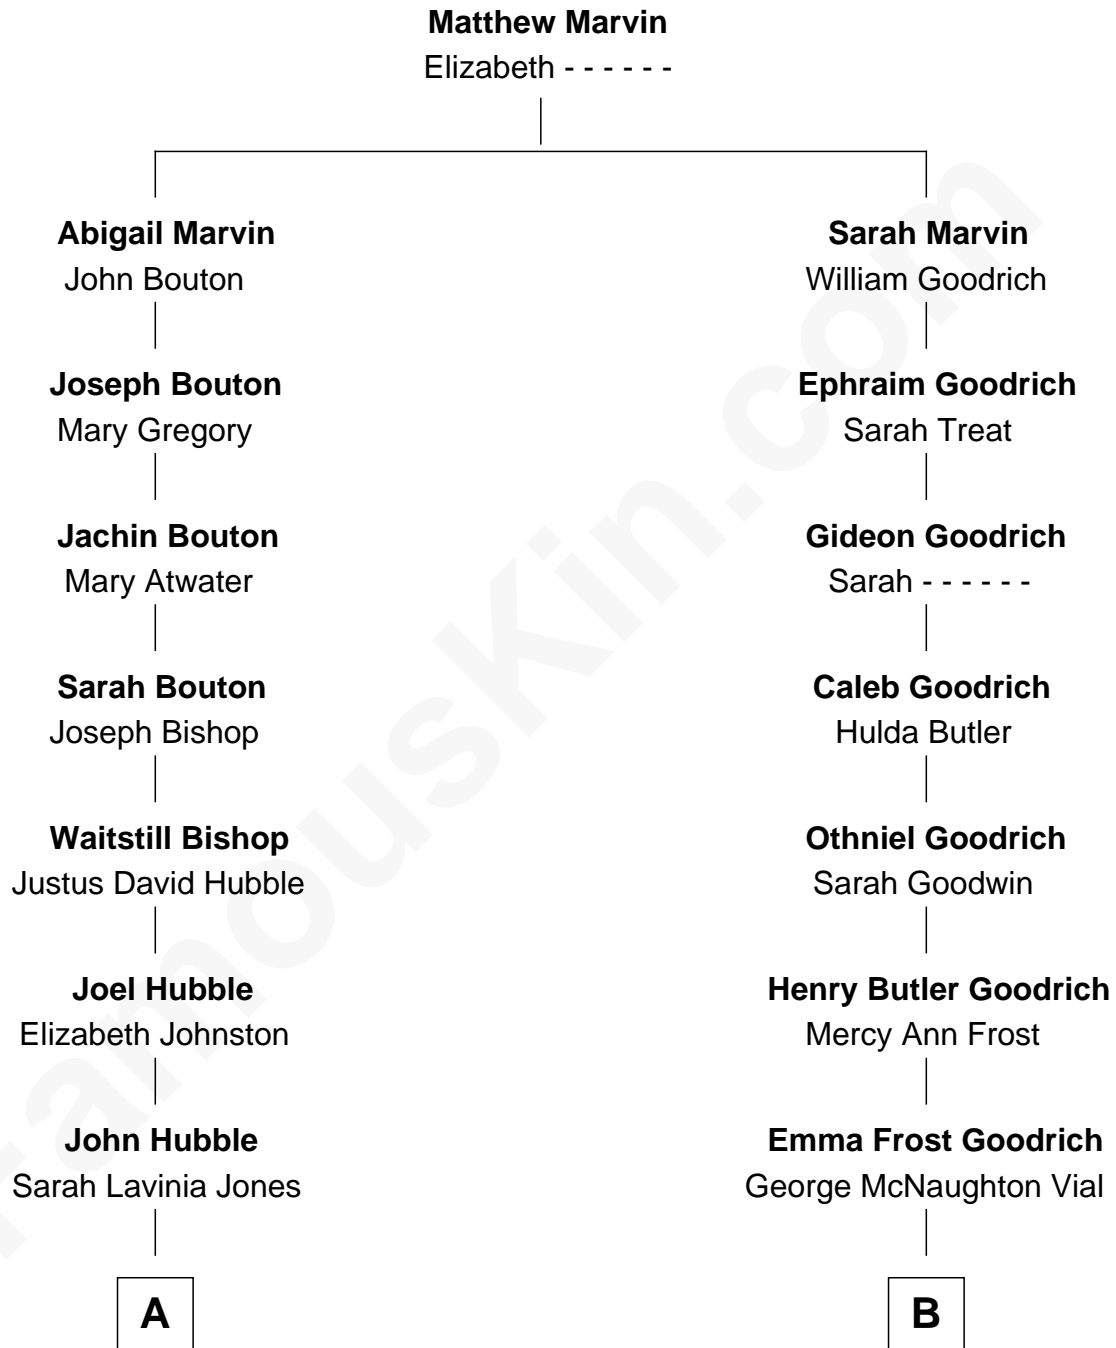 Matthew Marvin
Elizabeth - - - - - -
Abigail Marvin
John Bouton
Sarah Marvin
William Goodrich
Joseph Bouton
Mary Gregory
Ephraim Goodrich
Sarah Treat
Jachin Bouton
Mary Atwater
Gideon Goodrich
Sarah - - - - - -
Sarah Bouton
Joseph Bishop
Caleb Goodrich
Hulda Butler
Waitstill Bishop
Justus David Hubble
Othniel Goodrich
Sarah Goodwin
Joel Hubble
Elizabeth Johnston
Henry Butler Goodrich
Mercy Ann Frost
John Hubble
Sarah Lavinia Jones
Emma Frost Goodrich
George McNaughton Vial
A
B
FamousKin.com